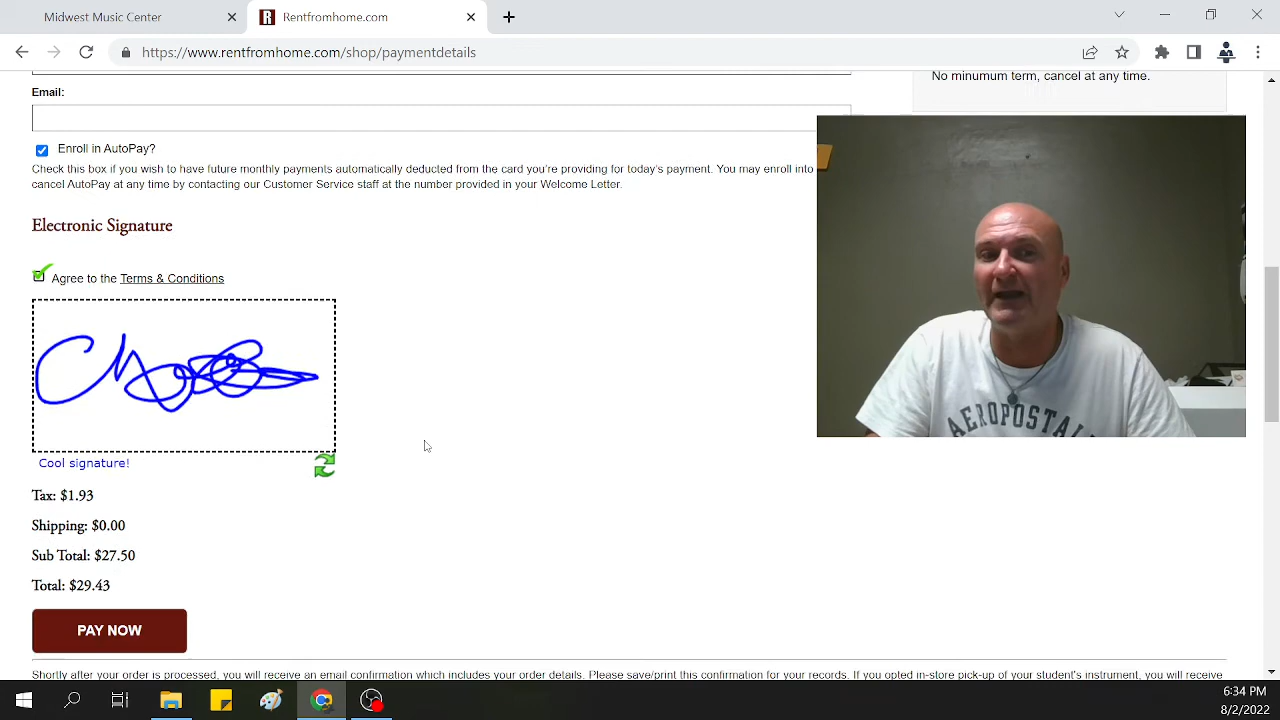 Midwest Music Center
R Rentfromhome.com
https://www.rentfromhome.com/shop/paymentdetails
No minumum term, cancel at any time.
Email:
Enroll in AutoPay?
Check this box if you wish to have future monthly payments automatically deducted from the card you're providing for today's payment. You may enroll into
cancel AutoPay at any time by contacting our Customer Service staff at the number provided in your Welcome Letter.
Electronic Signature
Agree to the Terms & Conditions
Cool signature!
AEROPOSTAL
Tax: $1.93
Shipping: $0.00
Sub Total: $27.50
Total: $29.43
PAY NOW
Shortly after your order is processed, you will receive an email confirmation which includes your order details. Please save/print this confirmation for your records. If you opted in-store pick-up of your student's instrument, you will receive
6:34 PM
8/2/2022